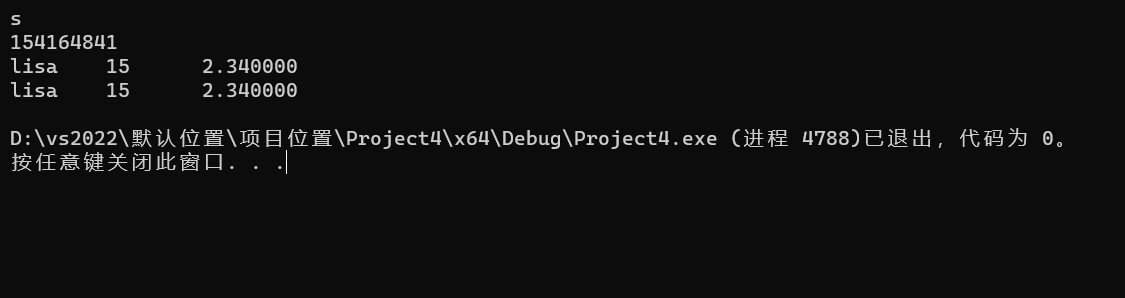 s
154164841
lisa    15      2.340000
lisa    15      2.340000
D:\vs2022\默认位置\项目位置\Project4\x64\Debug\Project4.exe (进程 4788)已退出，代码为 0。
按任意键关闭此窗口. . .